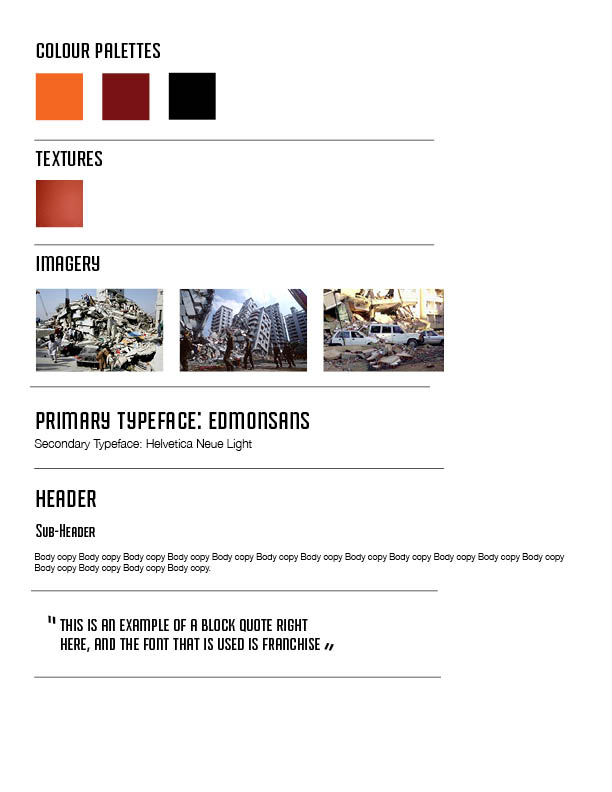 COLOUR PALETTES
TEXTURES
IMAGERY
PRIMARY TYPEFACE: EDMONSANS
Secondary Typeface: Helvetica Neue Light
HEADER
SUB-HEADER
Body copy Body copy Body copy Body copy Body copy Body copy Body copy Body copy Body copy Body copy Body copy Body copy
Body copy Body copy Body copy Body copy.
" THIS IS AN EXAMPLE OF A BLOCK QUOTE RIGHT
HERE, AND THE FONT THAT IS USED IS FRANCHISE "